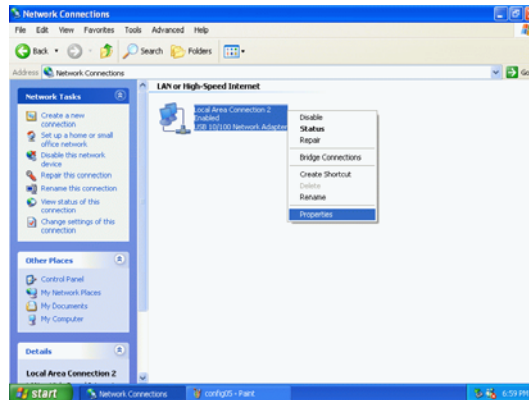 Network Connections
File Edit View Favorites Tools Advanced Help
Back Search Folders
Address Network Connections Go
Network Tasks
Create a new
connection
Set up a home or small
office network
Disable this network
device
Repair this connection
Rename this connection
View status of this
connection
Change settings of this
connection
Other Places
Control Panel
My Network Places
My Documents
My Computer
Details
Local Area Connection 2
LAN or High-Speed Internet
Local Area Connection 2
Enabled
USB 10/100 Network Adapter
Disable
Status
Repair
Bridge Connections
Create Shortcut
Delete
Rename
Properties
start Network Connections config05 - Paint 6:59 PM